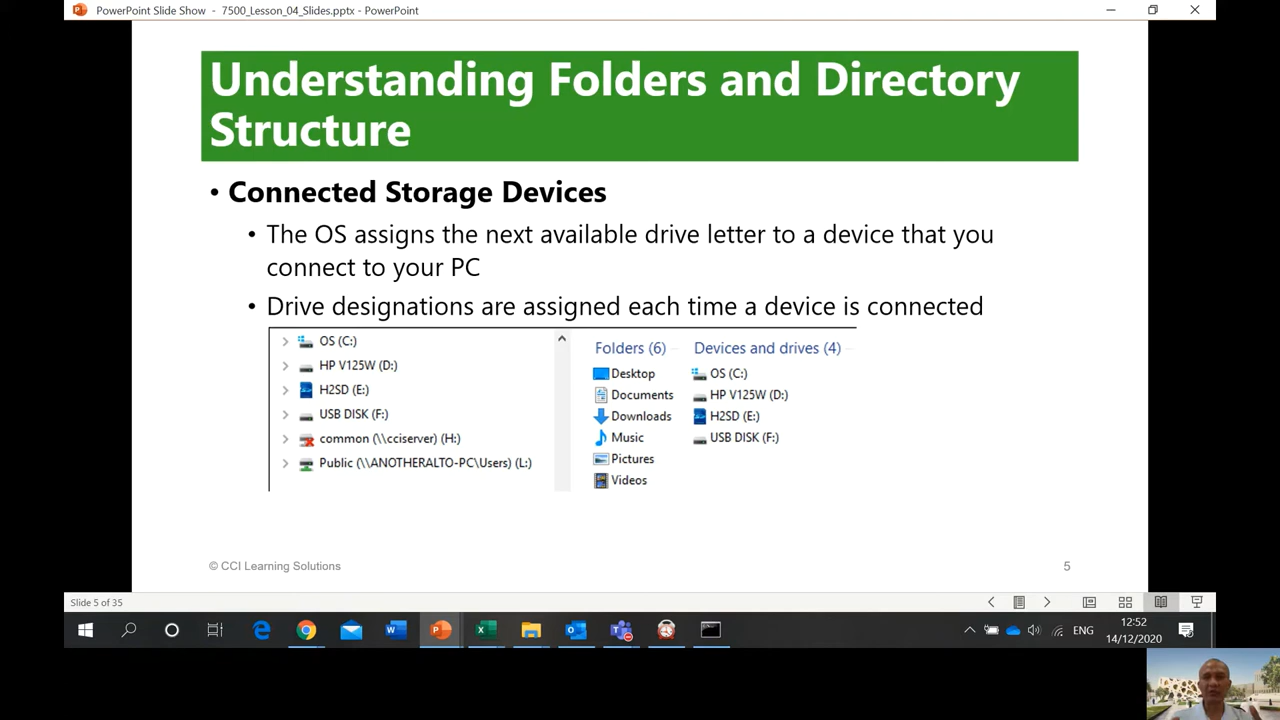 PowerPoint Slide Show - 7500_Lesson_04_Slides.pptx - PowerPoint
Understanding Folders and Directory
Structure
• Connected Storage Devices
• The OS assigns the next available drive letter to a device that you
connect to your PC
• Drive designations are assigned each time a device is connected
OS (C:)
HP V125W (D:)
H2SD (E:)
USB DISK (F:)
common (\\cciserver) (H:)
Public (\\ANOTHERALTO-PC\Users) (L:)
Folders (6)
Desktop
Documents
Downloads
Music
Pictures
Videos
Devices and drives (4)
OS (C:)
HP V125W (D:)
H2SD (E:)
USB DISK (F:)
© CCI Learning Solutions
5
Slide 5 of 35
ENG
12:52
14/12/2020